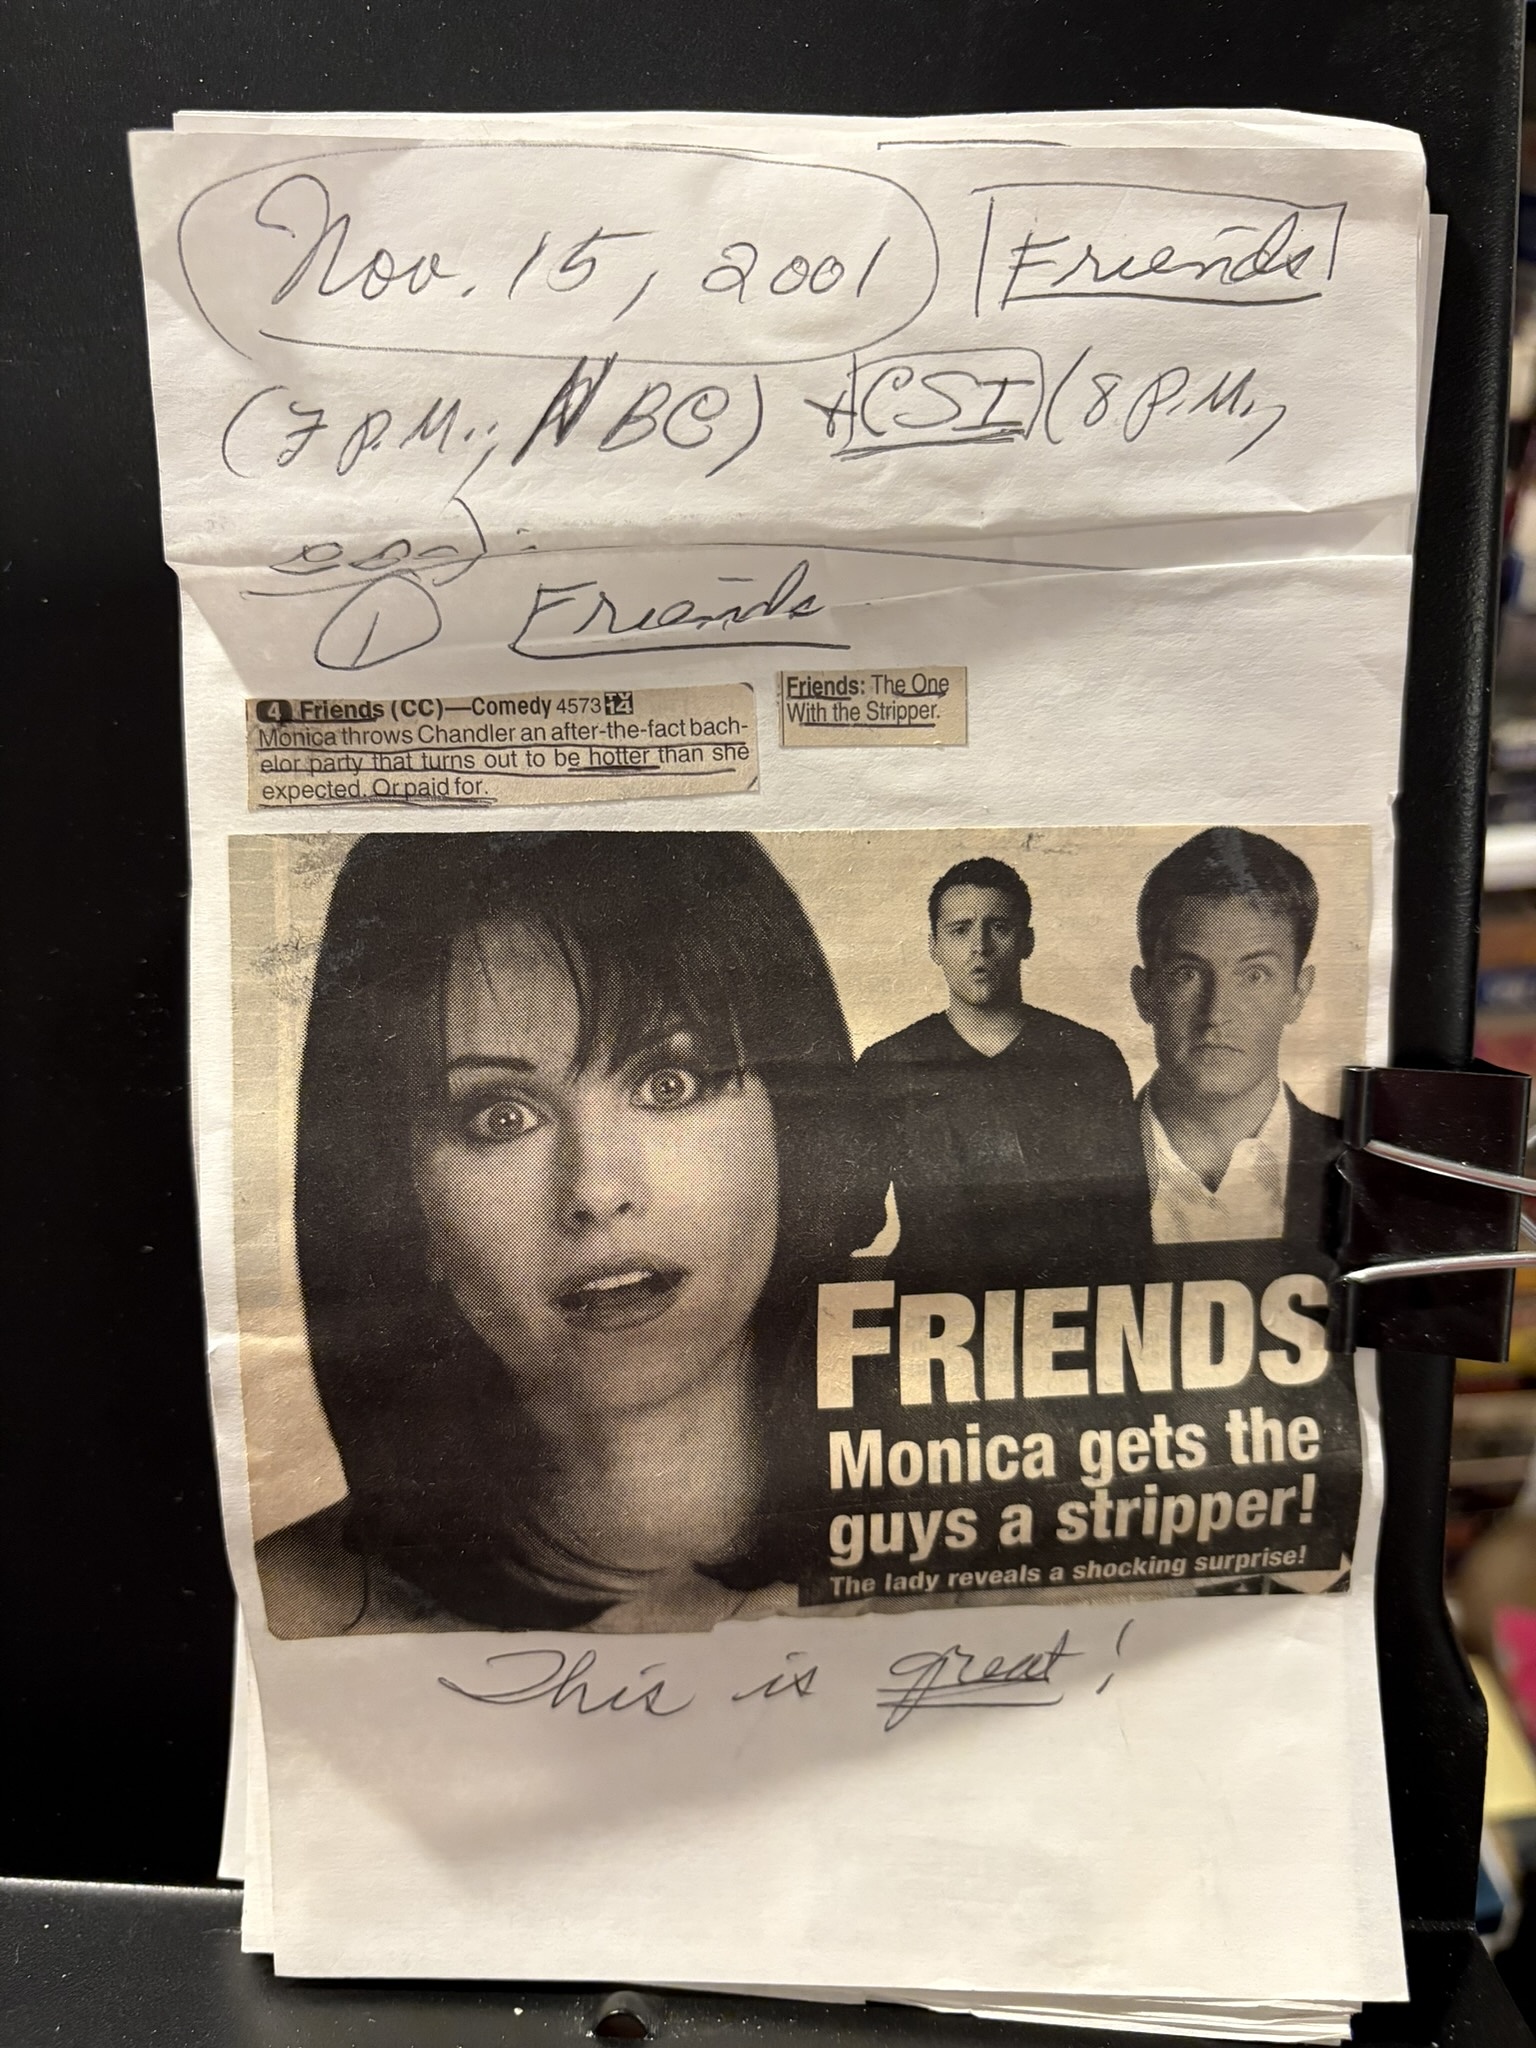 Nov. 15, 2001 Friends
(7 P.M., NBC) + CSI (8 P.M.,
CBS):
1 Friends
4 Friends (CC)—Comedy 4573 TV 14
Monica throws Chandler an after-the-fact bach-
elor party that turns out to be hotter than she
expected. Or paid for.
Friends: The One
With the Stripper.
FRIENDS
Monica gets the
guys a stripper!
The lady reveals a shocking surprise!
This is great!